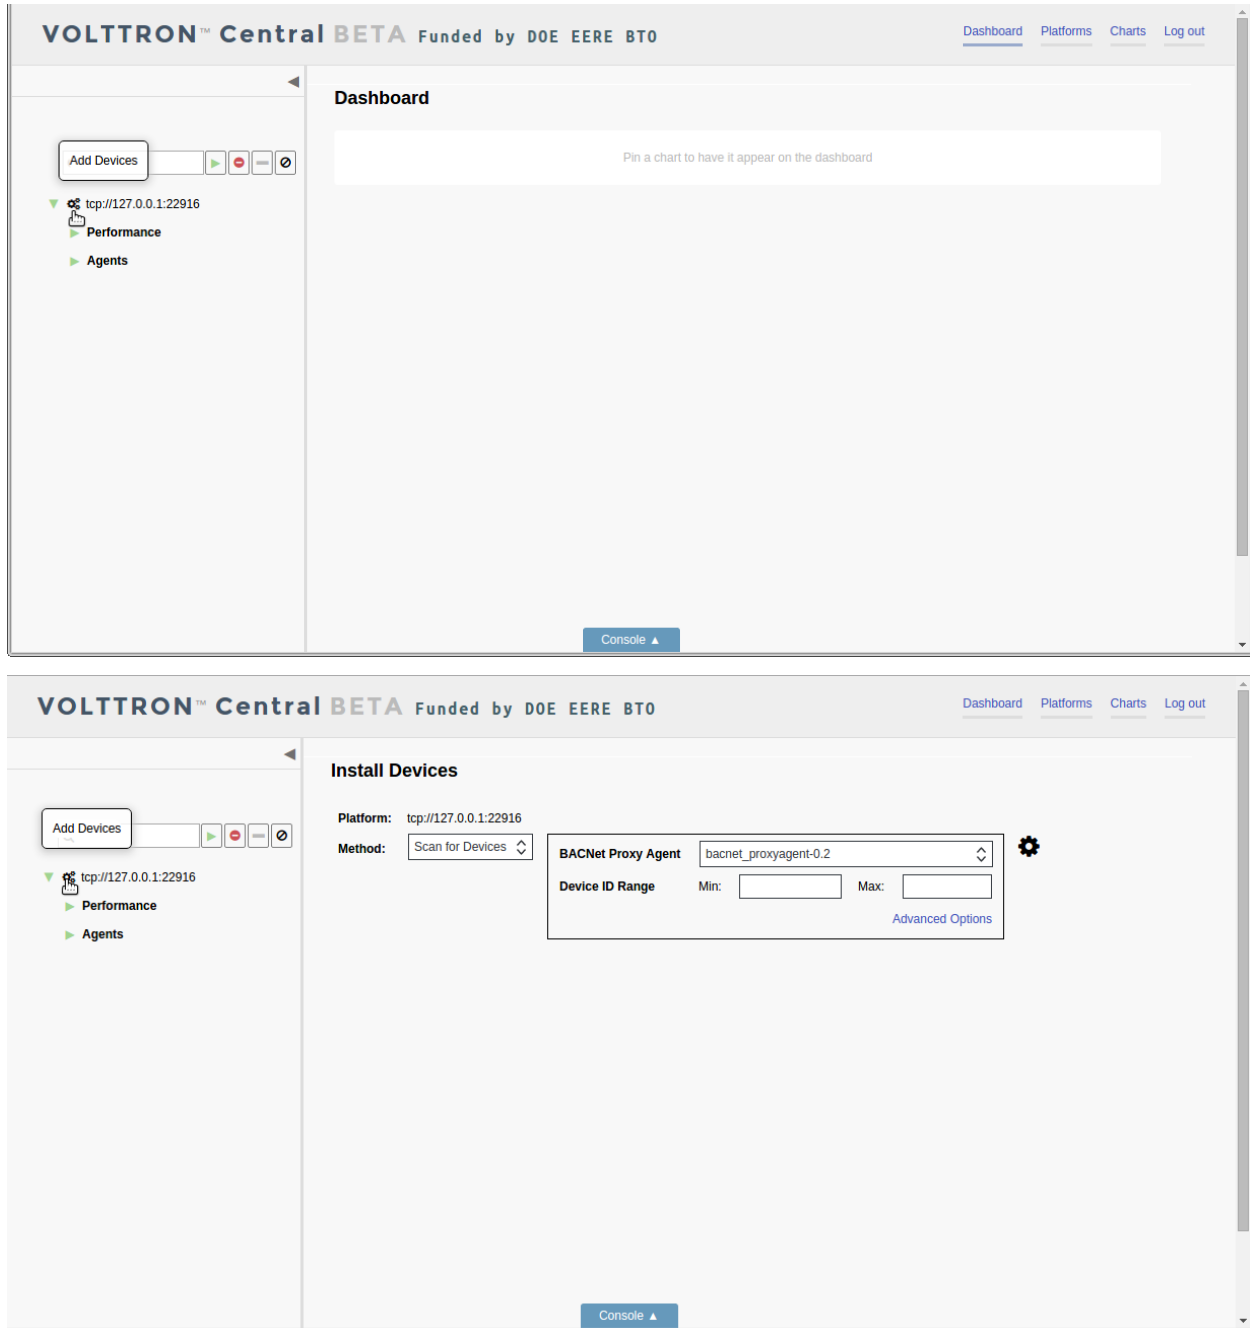 VOLTTRON™ Central BETA Funded by DOE EERE BTO
Dashboard Platforms Charts Log out
Dashboard
Add Devices
Pin a chart to have it appear on the dashboard
tcp://127.0.0.1:22916
Performance
Agents
Console ▲
VOLTTRON™ Central BETA Funded by DOE EERE BTO
Dashboard Platforms Charts Log out
Install Devices
Platform: tcp://127.0.0.1:22916
Add Devices
Method: Scan for Devices
BACNet Proxy Agent bacnet_proxyagent-0.2
tcp://127.0.0.1:22916
Device ID Range Min: Max:
Performance
Advanced Options
Agents
Console ▲